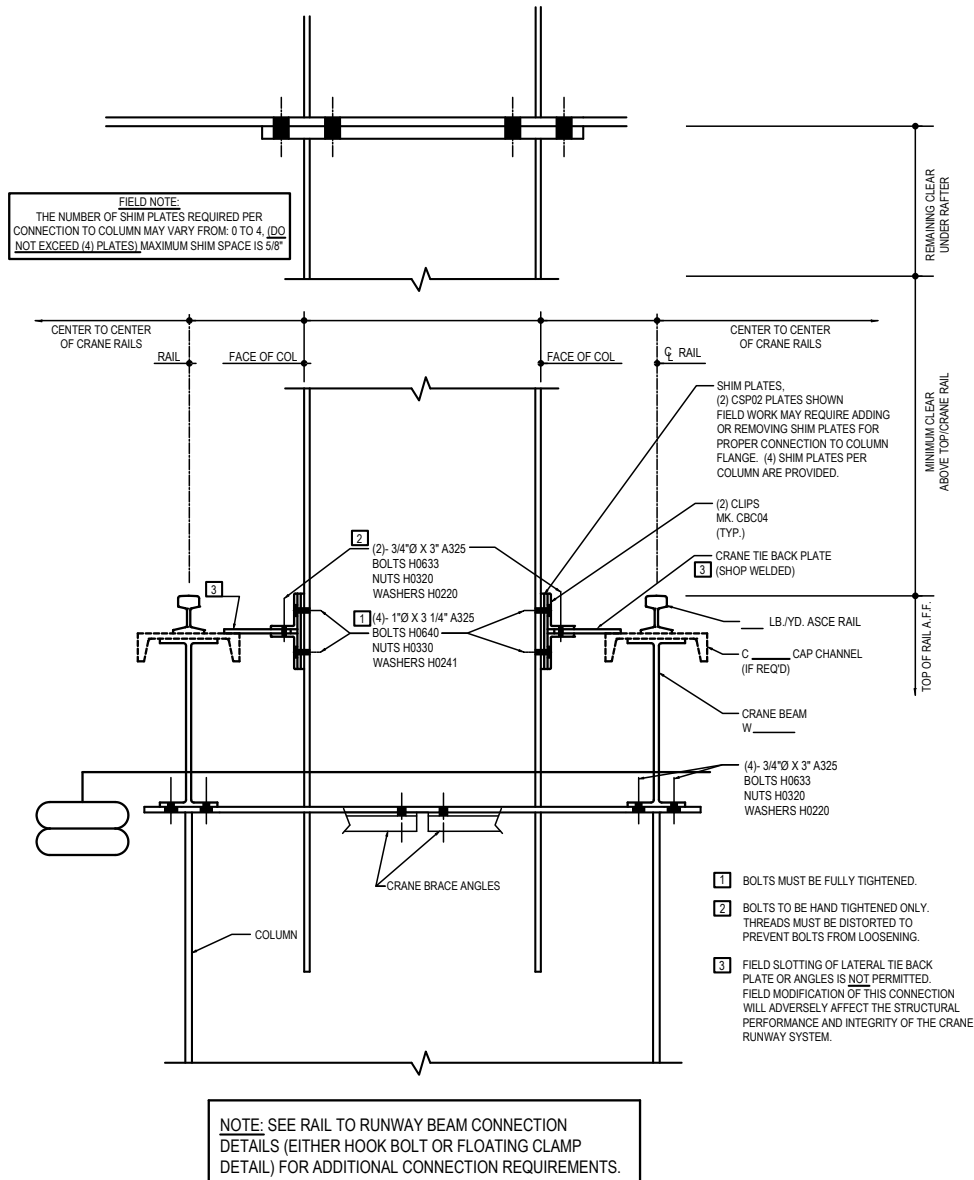 FIELD NOTE:
THE NUMBER OF SHIM PLATES REQUIRED PER
CONNECTION TO COLUMN MAY VARY FROM: 0 TO 4, (DO
NOT EXCEED (4) PLATES) MAXIMUM SHIM SPACE IS 5/8"
REMAINING CLEAR
UNDER RAFTER
CENTER TO CENTER
OF CRANE RAILS
CENTER TO CENTER
OF CRANE RAILS
RAIL
FACE OF COL
FACE OF COL
℄ RAIL
MINIMUM CLEAR
ABOVE TOP/CRANE RAIL
SHIM PLATES,
(2) CSP02 PLATES SHOWN
FIELD WORK MAY REQUIRE ADDING
OR REMOVING SHIM PLATES FOR
PROPER CONNECTION TO COLUMN
FLANGE. (4) SHIM PLATES PER
COLUMN ARE PROVIDED.
(2) CLIPS
MK. CBC04
(TYP.)
2 (2)- 3/4"Ø X 3" A325
BOLTS H0633
NUTS H0320
WASHERS H0220
CRANE TIE BACK PLATE
3 (SHOP WELDED)
3
1 (4)- 1"Ø X 3 1/4" A325
BOLTS H0640
NUTS H0330
WASHERS H0241
____ LB./YD. ASCE RAIL
C ______ CAP CHANNEL
(IF REQ'D)
TOP OF RAIL A.F.F.
CRANE BEAM
W______
(4)- 3/4"Ø X 3" A325
BOLTS H0633
NUTS H0320
WASHERS H0220
CRANE BRACE ANGLES
COLUMN
1 BOLTS MUST BE FULLY TIGHTENED.
2 BOLTS TO BE HAND TIGHTENED ONLY.
THREADS MUST BE DISTORTED TO
PREVENT BOLTS FROM LOOSENING.
3 FIELD SLOTTING OF LATERAL TIE BACK
PLATE OR ANGLES IS NOT PERMITTED.
FIELD MODIFICATION OF THIS CONNECTION
WILL ADVERSELY AFFECT THE STRUCTURAL
PERFORMANCE AND INTEGRITY OF THE CRANE
RUNWAY SYSTEM.
NOTE: SEE RAIL TO RUNWAY BEAM CONNECTION
DETAILS (EITHER HOOK BOLT OR FLOATING CLAMP
DETAIL) FOR ADDITIONAL CONNECTION REQUIREMENTS.